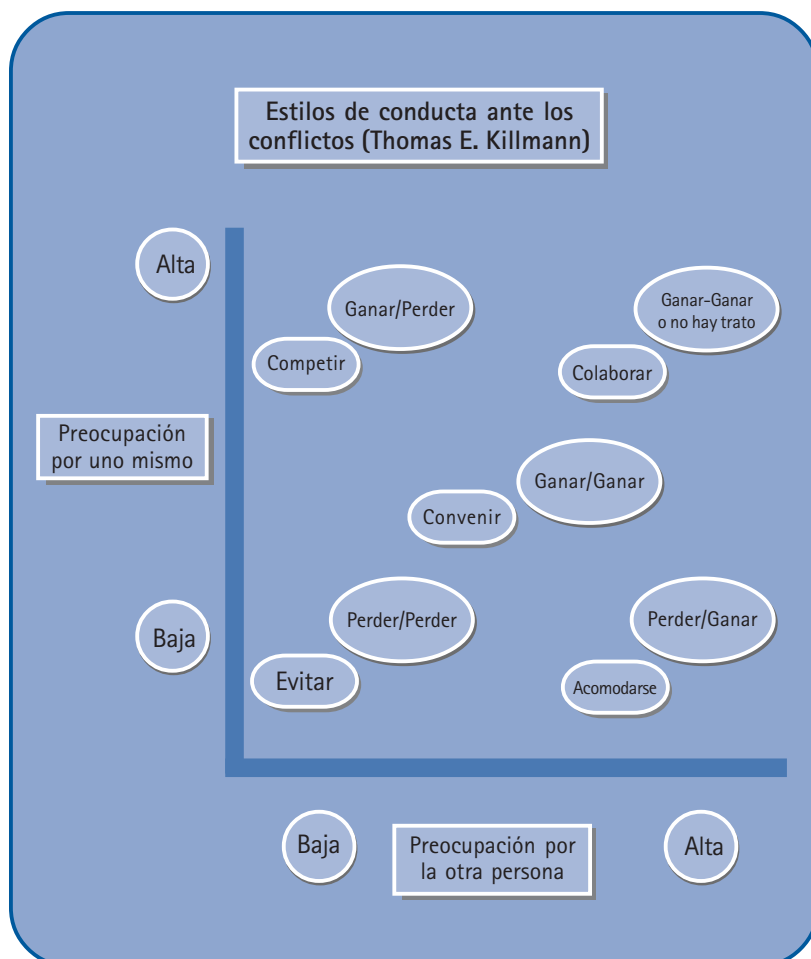 Estilos de conducta ante los
conflictos (Thomas E. Killmann)
Alta
Ganar/Perder
Ganar-Ganar
o no hay trato
Competir
Colaborar
Preocupación
por uno mismo
Ganar/Ganar
Convenir
Baja
Perder/Perder
Perder/Ganar
Evitar
Acomodarse
Baja
Preocupación por
la otra persona
Alta